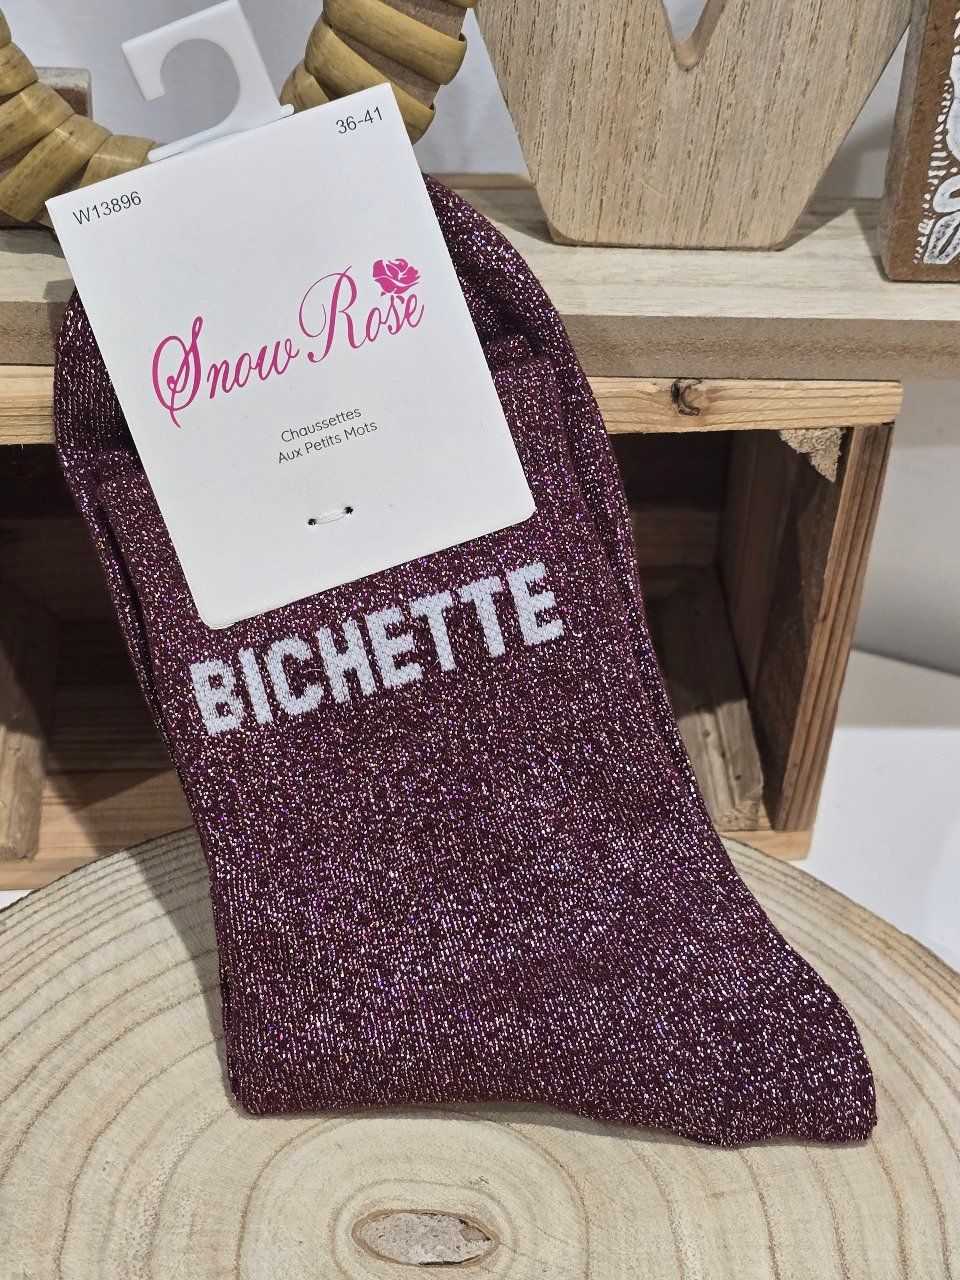 36-41
W13896
Snow Rose
Chaussettes
Aux Petits Mots
BICHETTE